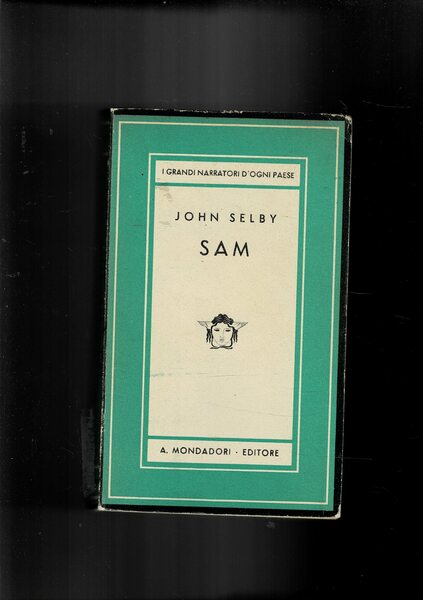 I GRANDI NARRATORI D'OGNI PAESE
JOHN SELBY
SAM
A. MONDADORI · EDITORE